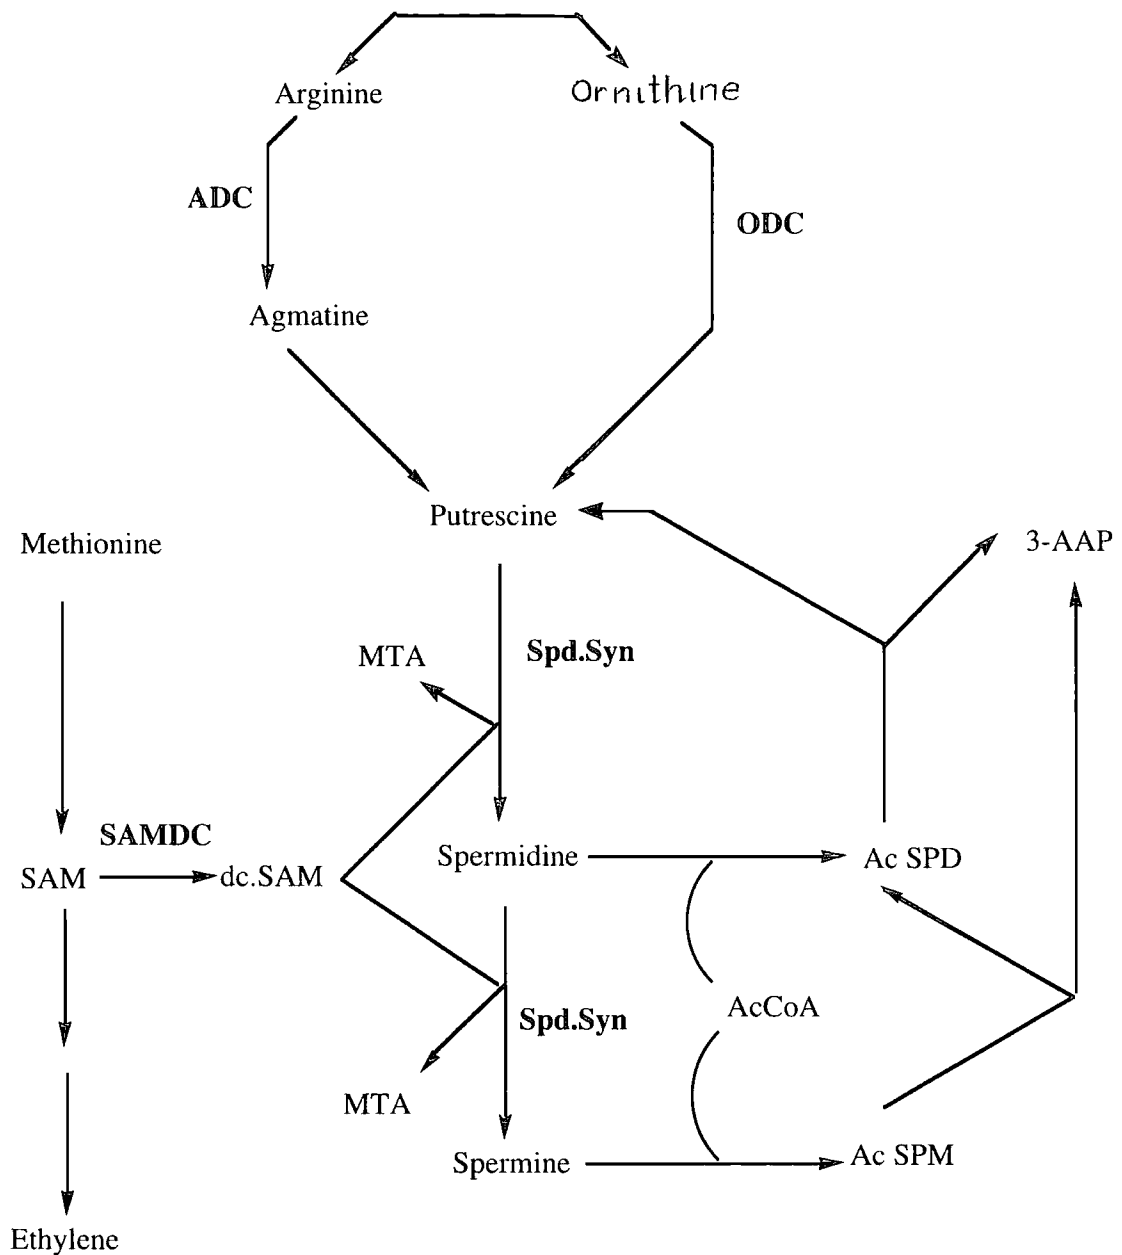 Arginine
Ornithine
ADC
ODC
Agmatine
Putrescine
Methionine
3-AAP
MTA
Spd.Syn
SAMDC
SAM
dc.SAM
Spermidine
Ac SPD
AcCoA
Spd.Syn
MTA
Spermine
Ac SPM
Ethylene